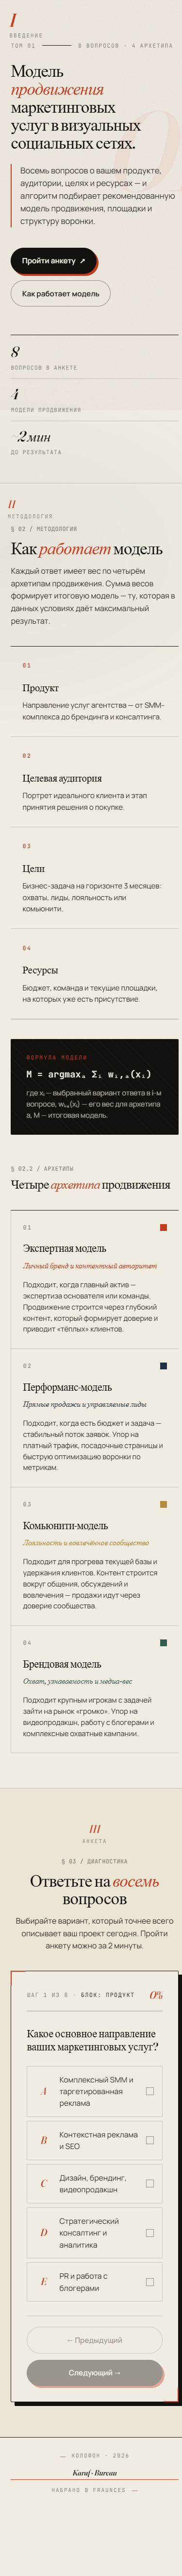 I
ВВЕДЕНИЕ
ТОМ 01 8 ВОПРОСОВ · 4 АРХЕТИПА
Модель
продвижения
маркетинговых
услуг в визуальных
социальных сетях.
Восемь вопросов о вашем продукте,
аудитории, целях и ресурсах — и
алгоритм подбирает рекомендованную
модель продвижения, площадки и
структуру воронки.
Пройти анкету ↗
Как работает модель
8
ВОПРОСОВ В АНКЕТЕ
4
МОДЕЛИ ПРОДВИЖЕНИЯ
~2 мин
ДО РЕЗУЛЬТАТА
II
МЕТОДОЛОГИЯ
§ 02 / МЕТОДОЛОГИЯ
Как работает модель
Каждый ответ имеет вес по четырём
архетипам продвижения. Сумма весов
формирует итоговую модель — ту, которая в
данных условиях даёт максимальный
результат.
01
Продукт
Направление услуг агентства — от SMM-
комплекса до брендинга и консалтинга.
02
Целевая аудитория
Портрет идеального клиента и этап
принятия решения о покупке.
03
Цели
Бизнес-задача на горизонте 3 месяцев:
охваты, лиды, лояльность или
комьюнити.
04
Ресурсы
Бюджет, команда и текущие площадки,
на которых уже есть присутствие.
ФОРМУЛА МОДЕЛИ
M = argmaxₐ Σᵢ wᵢ,ₐ(xᵢ)
где xᵢ — выбранный вариант ответа в i-м
вопросе, wᵢ,ₐ(xᵢ) — его вес для архетипа
a, M — итоговая модель.
§ 02.2 / АРХЕТИПЫ
Четыре архетипа продвижения
01
Экспертная модель
Личный бренд и контентный авторитет
Подходит, когда главный актив —
экспертиза основателя или команды.
Продвижение строится через глубокий
контент, который формирует доверие и
приводит «тёплых» клиентов.
02
Перформанс-модель
Прямые продажи и управляемые лиды
Подходит, когда есть бюджет и задача —
стабильный поток заявок. Упор на
платный трафик, посадочные страницы и
быструю оптимизацию воронки по
метрикам.
03
Комьюнити-модель
Лояльность и вовлечённое сообщество
Подходит для прогрева текущей базы и
удержания клиентов. Контент строится
вокруг общения, обсуждений и
вовлечения — продажи идут через
доверие сообщества.
04
Брендовая модель
Охват, узнаваемость и медиа-вес
Подходит крупным игрокам с задачей
зайти на рынок «громко». Упор на
видеопродакшн, работу с блогерами и
комплексные охватные кампании.
III
АНКЕТА
§ 03 / ДИАГНОСТИКА
Ответьте на восемь
вопросов
Выбирайте вариант, который точнее всего
описывает ваш проект сегодня. Пройти
анкету можно за 2 минуты.
ШАГ 1 ИЗ 8 · БЛОК: ПРОДУКТ 0%
Какое основное направление
ваших маркетинговых услуг?
A Комплексный SMM и
таргетированная
реклама
B Контекстная реклама
и SEO
C Дизайн, брендинг,
видеопродакшн
D Стратегический
консалтинг и
аналитика
E PR и работа с
блогерами
← Предыдущий
Следующий →
— КОЛОФОН · 2026
Karaf · Bureau
НАБРАНО В FRAUNCES —